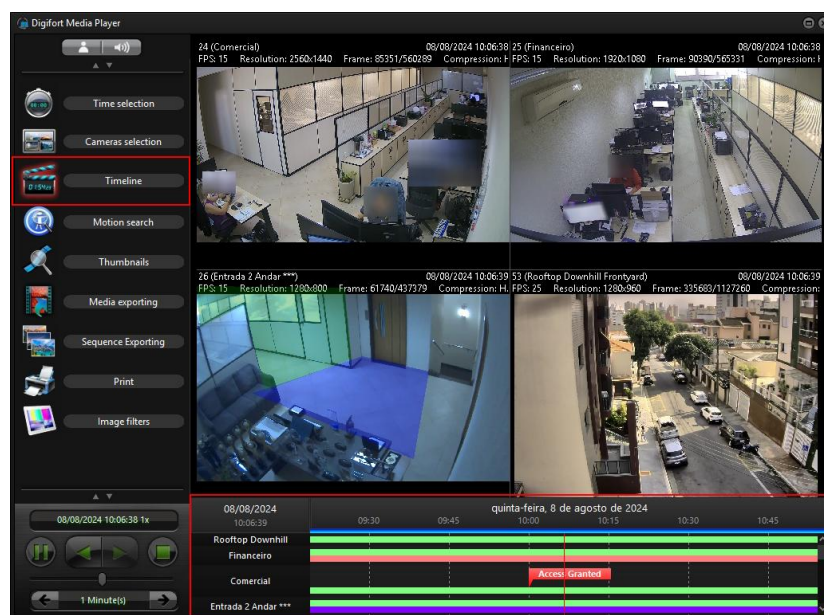 Digifort Media Player
Time selection
Cameras selection
Timeline
Motion search
Thumbnails
Media exporting
Sequence Exporting
Print
Image filters
08/08/2024 10:06:38 1x
1 Minute(s)
24 (Comercial) 08/08/2024 10:06:38
FPS: 15 Resolution: 2560x1440 Frame: 85351/560289 Compression: H
25 (Financeiro) 08/08/2024 10:06:38
FPS: 15 Resolution: 1920x1080 Frame: 90390/565331 Compression: H
26 (Entrada 2 Andar ***) 08/08/2024 10:06:39
FPS: 15 Resolution: 1280x800 Frame: 61740/437379 Compression: H.
53 (Rooftop Downhill Frontyard) 08/08/2024 10:06:39
FPS: 25 Resolution: 1280x960 Frame: 335683/1127260 Compression:
08/08/2024
10:06:39
quinta-feira, 8 de agosto de 2024
09:30 09:45 10:00 10:15 10:30 10:45
Rooftop Downhill
Financeiro
Comercial
Access Granted
Entrada 2 Andar ***